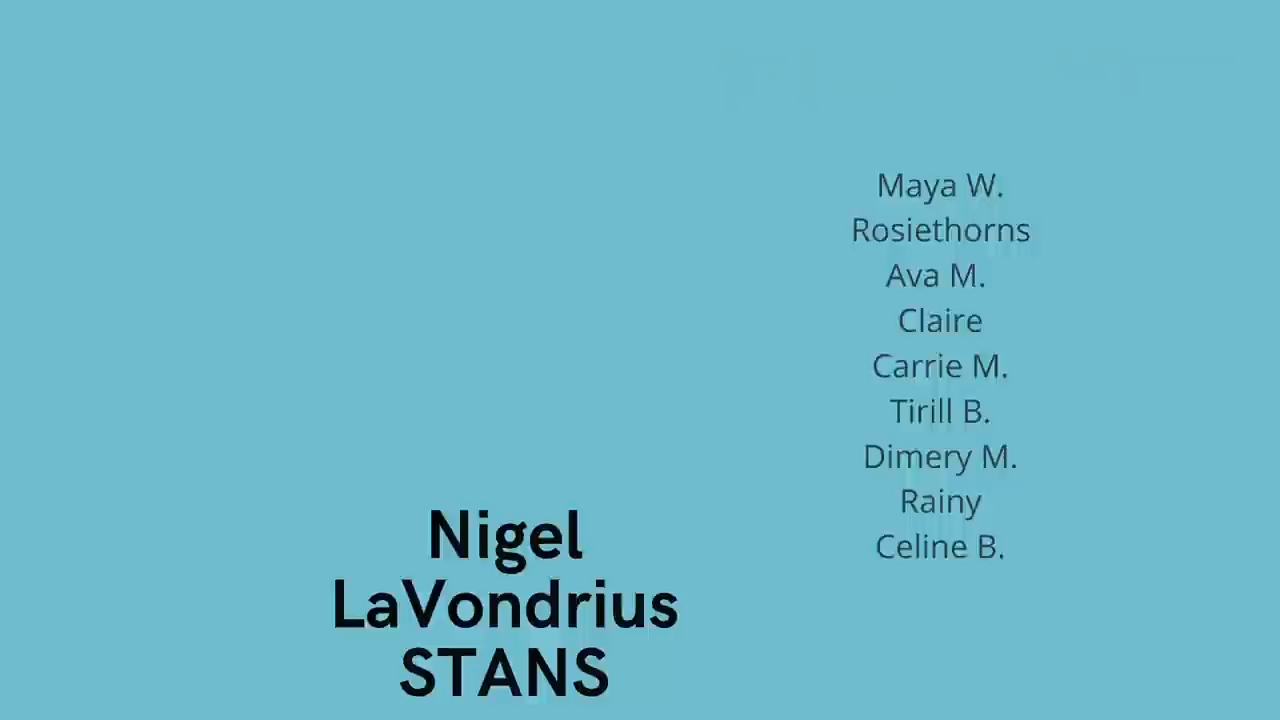 Maya W.
Rosiethorns
Ava M.
Claire
Carrie M.
Tirill B.
Dimery M.
Rainy
Celine B.
Nigel
LaVondrius
STANS